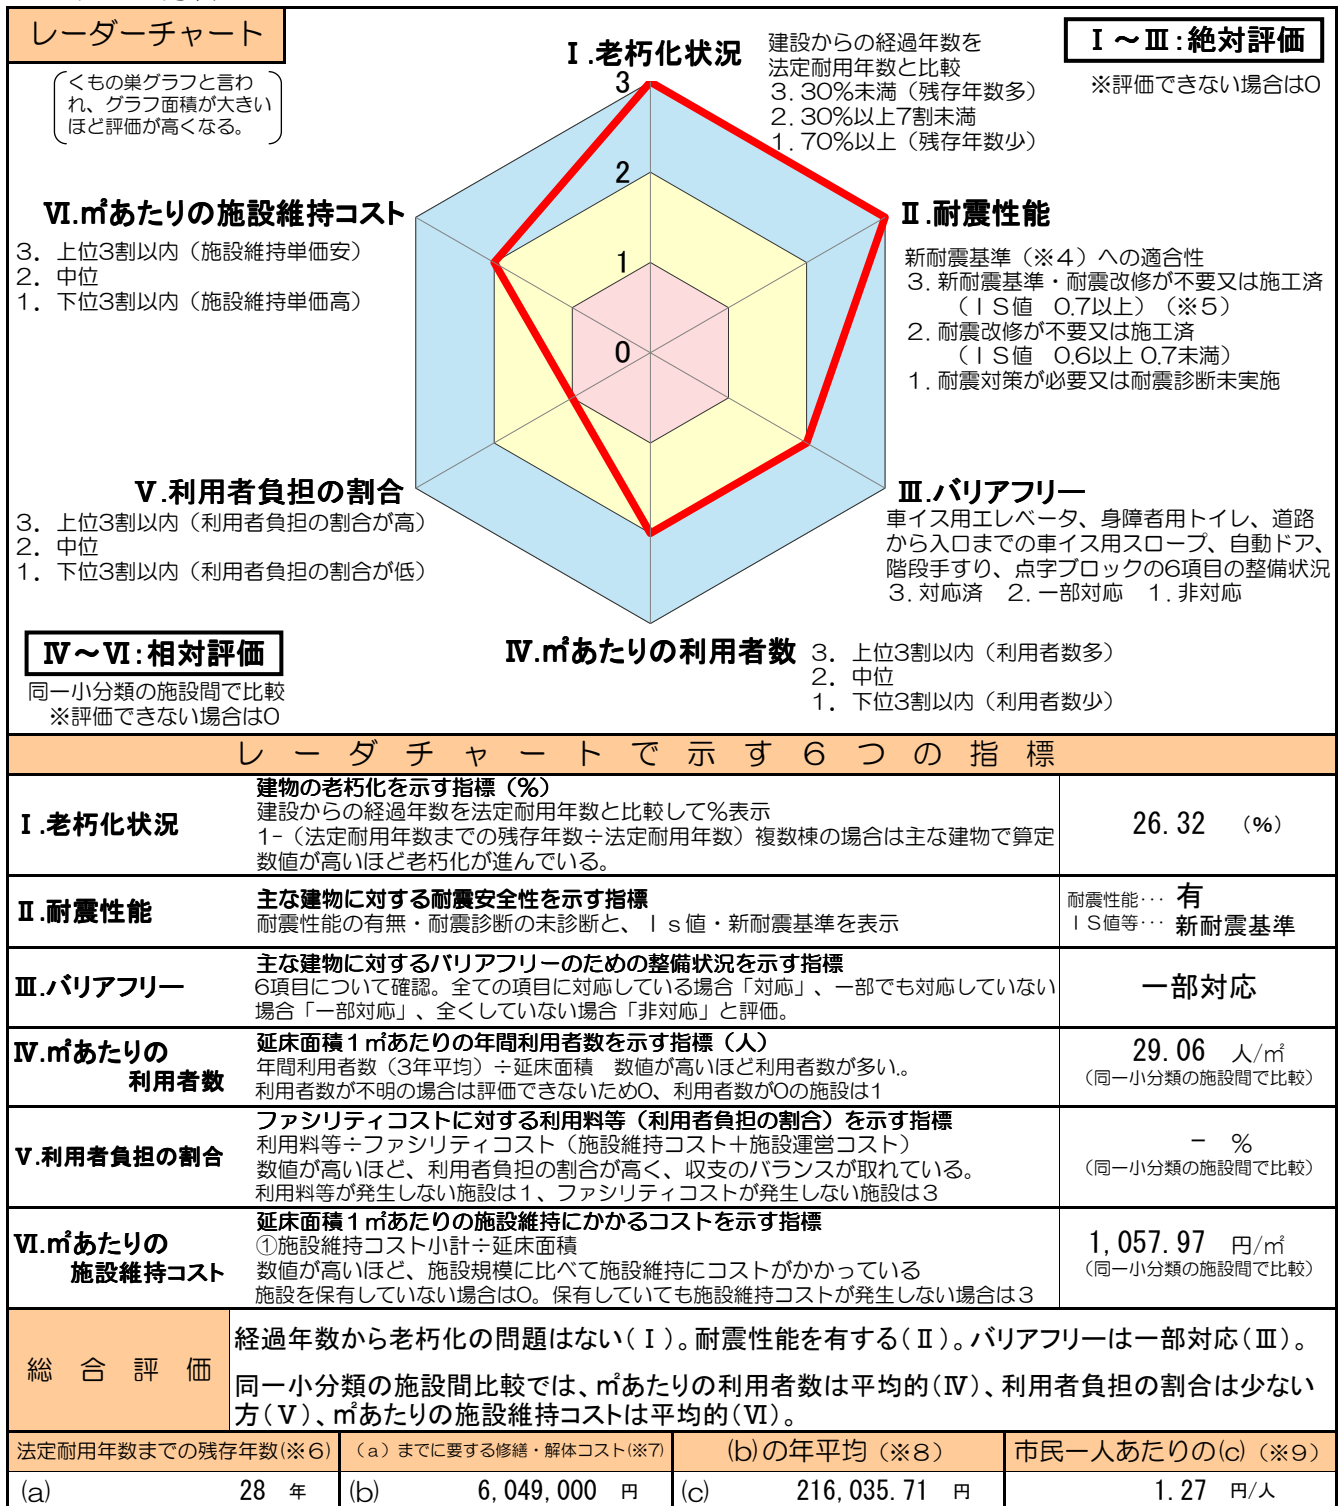 レーダーチャート
くもの巣グラフと言わ
れ、グラフ面積が大きい
ほど評価が高くなる。
Ⅰ.老朽化状況
建設からの経過年数を
法定耐用年数と比較
3. 30%未満（残存年数多）
2. 30%以上7割未満
1. 70%以上（残存年数少）
Ⅰ～Ⅲ:絶対評価
※評価できない場合は0
3
2
1
0
Ⅵ.㎡あたりの施設維持コスト
3. 上位3割以内（施設維持単価安）
2. 中位
1. 下位3割以内（施設維持単価高）
Ⅱ.耐震性能
新耐震基準（※4）への適合性
3. 新耐震基準・耐震改修が不要又は施工済
（IS値 0.7以上）（※5）
2. 耐震改修が不要又は施工済
（IS値 0.6以上 0.7未満）
1. 耐震対策が必要又は耐震診断未実施
Ⅴ.利用者負担の割合
3. 上位3割以内（利用者負担の割合が高）
2. 中位
1. 下位3割以内（利用者負担の割合が低）
Ⅲ.バリアフリー
車イス用エレベータ、身障者用トイレ、道路
から入口までの車イス用スロープ、自動ドア、
階段手すり、点字ブロックの6項目の整備状況
3. 対応済 2. 一部対応 1. 非対応
Ⅳ～Ⅵ:相対評価
同一小分類の施設間で比較
※評価できない場合は0
Ⅳ.㎡あたりの利用者数
3. 上位3割以内（利用者数多）
2. 中位
1. 下位3割以内（利用者数少）
レーダチャートで示す6つの指標
Ⅰ.老朽化状況
建物の老朽化を示す指標（%）
建設からの経過年数を法定耐用年数と比較して%表示
1-（法定耐用年数までの残存年数÷法定耐用年数）複数棟の場合は主な建物で算定
数値が高いほど老朽化が進んでいる。
26.32 （%）
Ⅱ.耐震性能
主な建物に対する耐震安全性を示す指標
耐震性能の有無・耐震診断の未診断と、Is値・新耐震基準を表示
耐震性能･･･ 有
IS値等･･･ 新耐震基準
Ⅲ.バリアフリー
主な建物に対するバリアフリーのための整備状況を示す指標
6項目について確認。全ての項目に対応している場合「対応」、一部でも対応していない
場合「一部対応」、全くしていない場合「非対応」と評価。
一部対応
Ⅳ.㎡あたりの
利用者数
延床面積1㎡あたりの年間利用者数を示す指標（人）
年間利用者数（3年平均）÷延床面積 数値が高いほど利用者数が多い。
利用者数が不明の場合は評価できないため0、利用者数が0の施設は1
29.06 人/㎡
（同一小分類の施設間で比較）
Ⅴ.利用者負担の割合
ファシリティコストに対する利用料等（利用者負担の割合）を示す指標
利用料等÷ファシリティコスト（施設維持コスト＋施設運営コスト）
数値が高いほど、利用者負担の割合が高く、収支のバランスが取れている。
利用料等が発生しない施設は1、ファシリティコストが発生しない施設は3
- %
（同一小分類の施設間で比較）
Ⅵ.㎡あたりの
施設維持コスト
延床面積1㎡あたりの施設維持にかかるコストを示す指標
①施設維持コスト小計÷延床面積
数値が高いほど、施設規模に比べて施設維持にコストがかかっている
施設を保有していない場合は0。保有していても施設維持コストが発生しない場合は3
1,057.97 円/㎡
（同一小分類の施設間で比較）
総合評価
経過年数から老朽化の問題はない(Ⅰ)。耐震性能を有する(Ⅱ)。バリアフリーは一部対応(Ⅲ)。
同一小分類の施設間比較では、㎡あたりの利用者数は平均的(Ⅳ)、利用者負担の割合は少ない
方(Ⅴ)、㎡あたりの施設維持コストは平均的(Ⅵ)。
法定耐用年数までの残存年数(※6)
（a）までに要する修繕・解体コスト(※7)
(b)の年平均（※8）
市民一人あたりの(c)（※9）
(a) 28 年
(b) 6,049,000 円
(c) 216,035.71 円
1.27 円/人